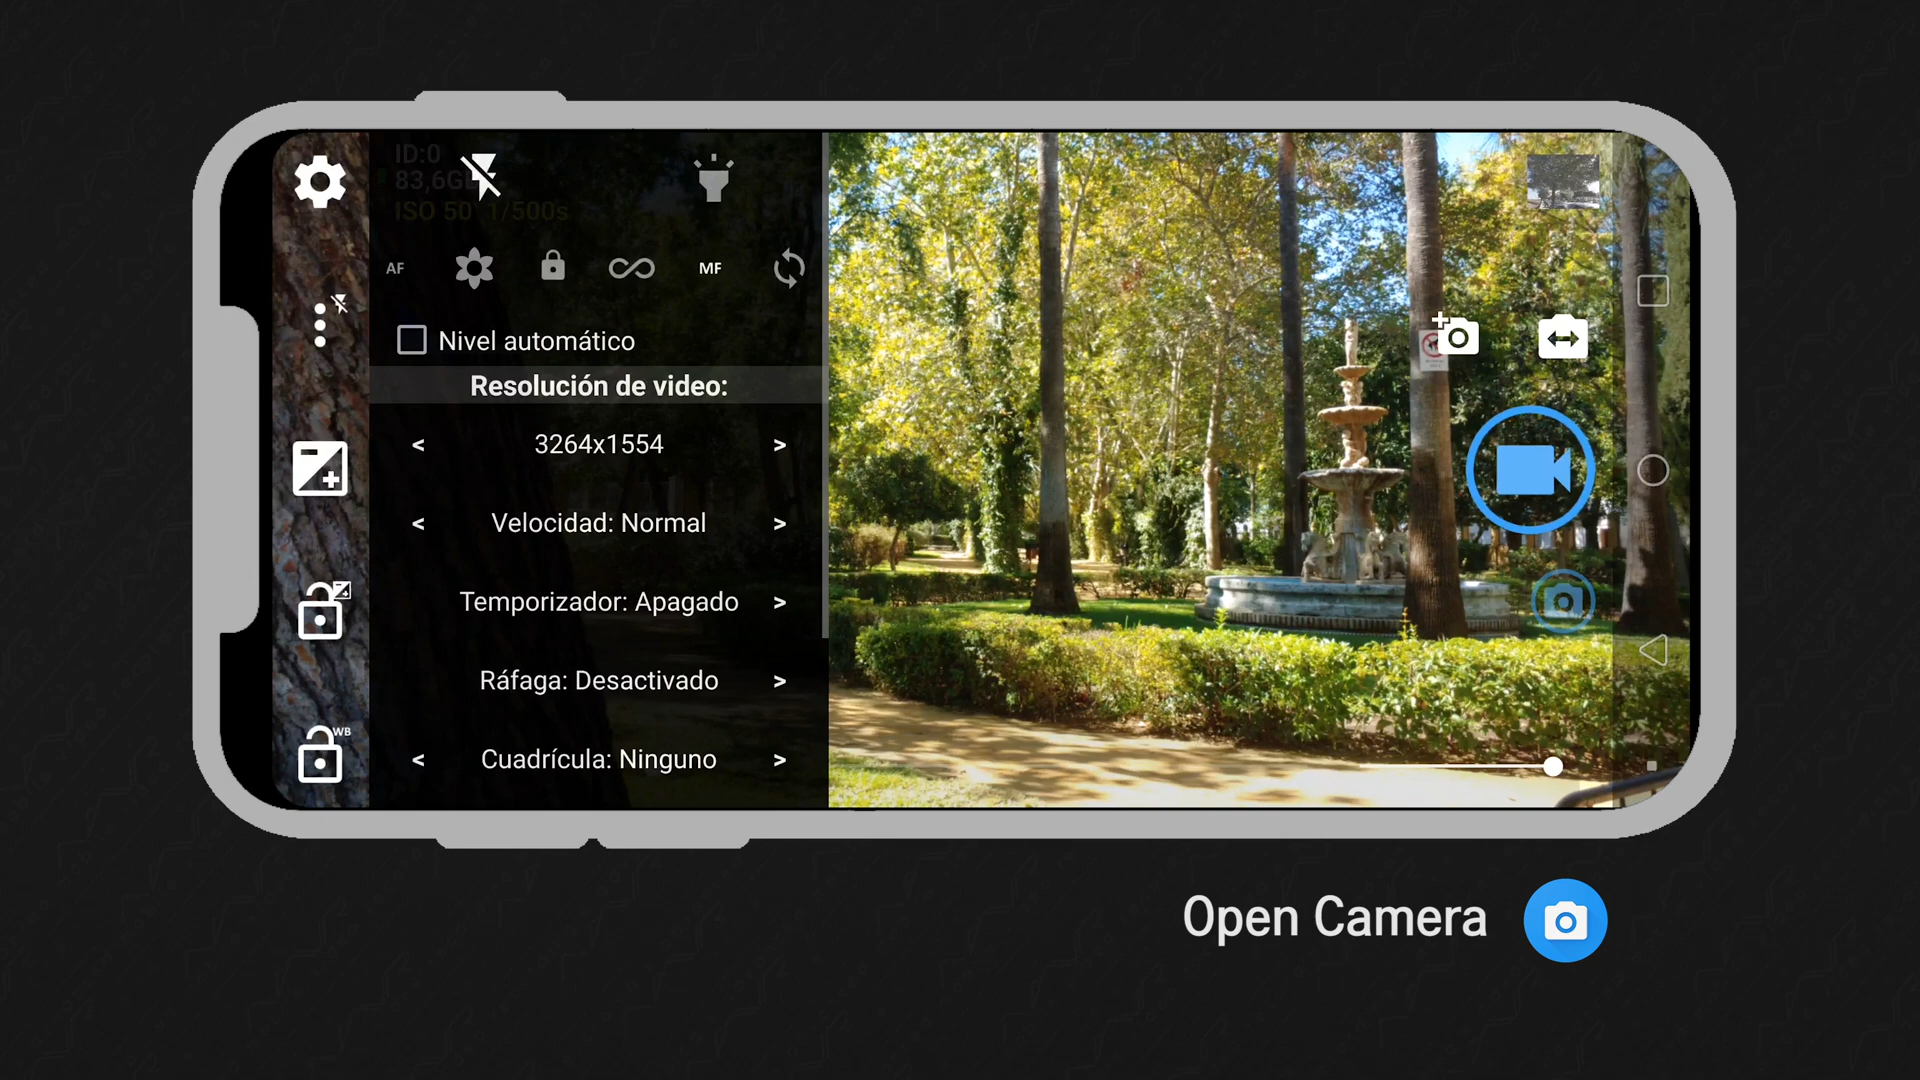 ID:0
83,6GB
ISO 50 1/500s
AF
MF
Nivel automático
Resolución de video:
< 3264x1554 >
< Velocidad: Normal >
Temporizador: Apagado >
Ráfaga: Desactivado >
WB
< Cuadrícula: Ninguno >
Open Camera